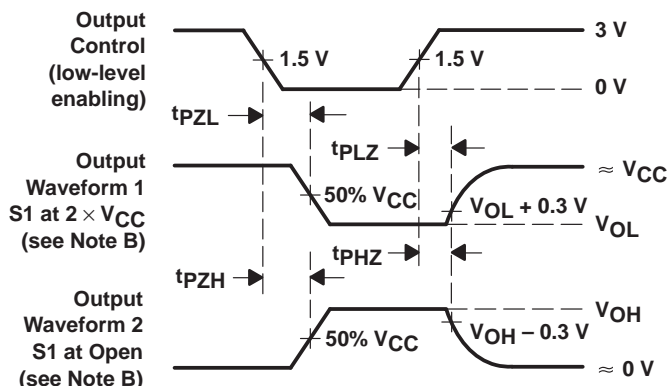 Output
Control
(low-level
enabling)
1.5 V
1.5 V
3 V
0 V
tPZL
tPLZ
Output
Waveform 1
S1 at 2 × VCC
(see Note B)
50% VCC
≈ VCC
VOL + 0.3 V
VOL
tPZH
tPHZ
Output
Waveform 2
S1 at Open
(see Note B)
50% VCC
VOH
VOH – 0.3 V
≈ 0 V